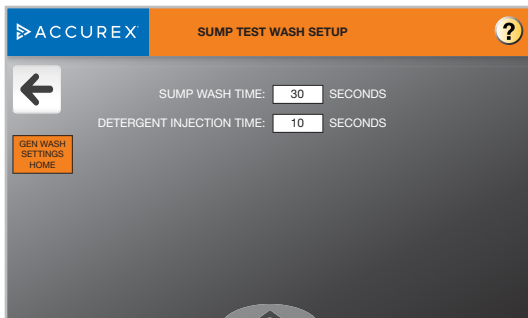 ACCUREX
SUMP TEST WASH SETUP
?
SUMP WASH TIME: 30 SECONDS
DETERGENT INJECTION TIME: 10 SECONDS
GEN WASH
SETTINGS
HOME